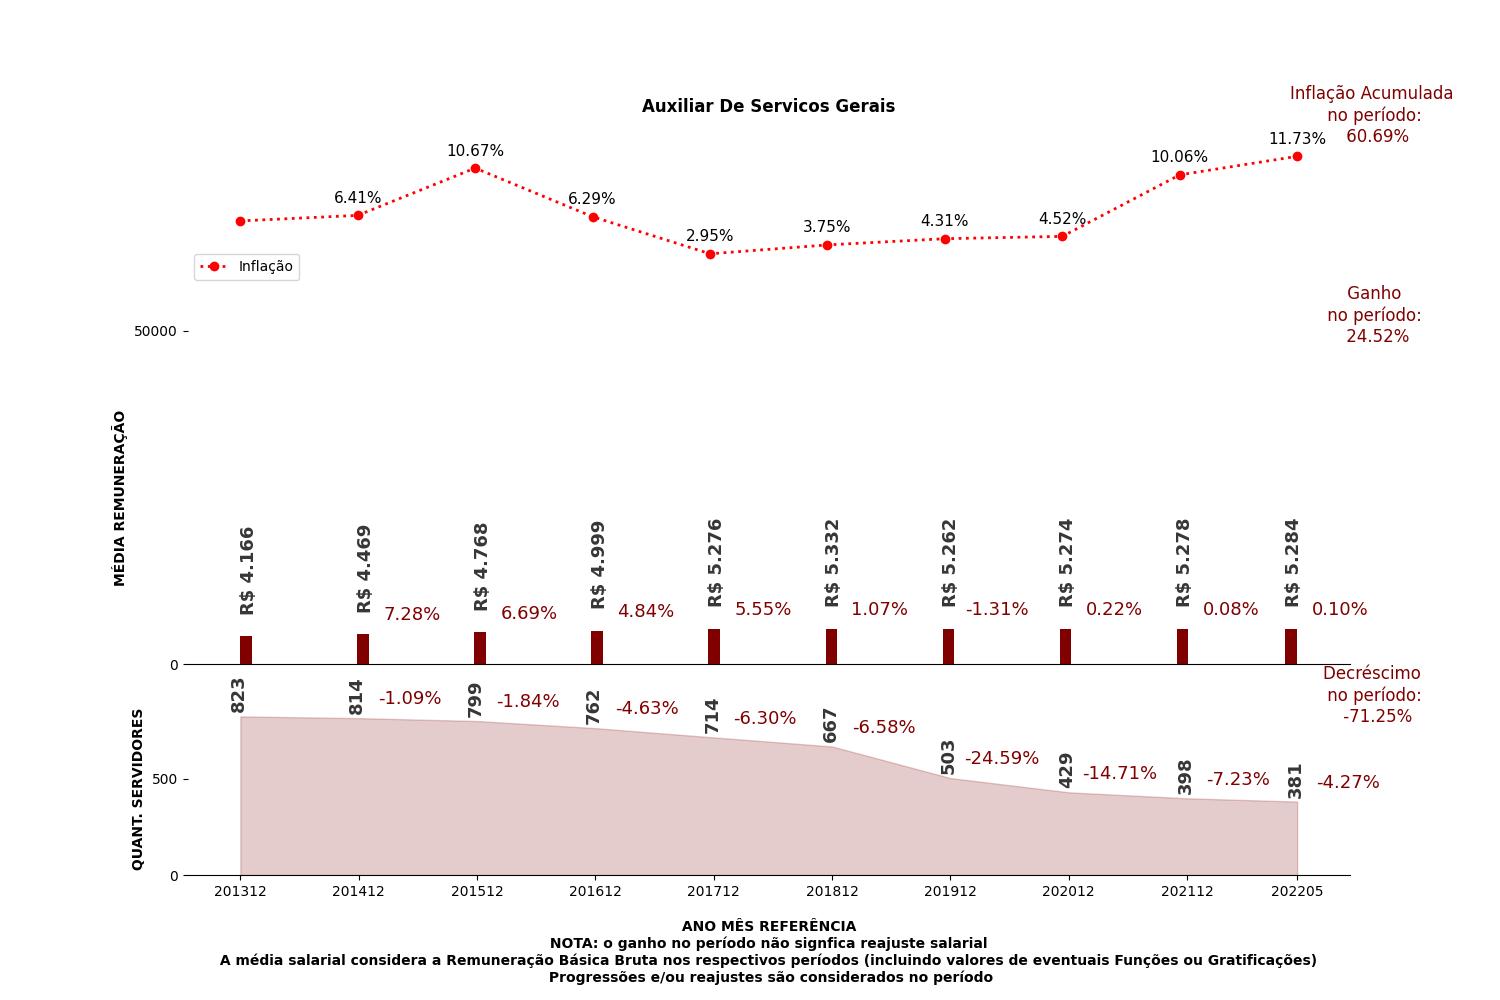 Auxiliar De Servicos Gerais
Inflação Acumulada
no período:
60.69%
6.41%
10.67%
6.29%
2.95%
3.75%
4.31%
4.52%
10.06%
11.73%
Inflação
Ganho
no período:
24.52%
50000
0
MÉDIA REMUNERAÇÃO
R$ 4.166
R$ 4.469
R$ 4.768
R$ 4.999
R$ 5.276
R$ 5.332
R$ 5.262
R$ 5.274
R$ 5.278
R$ 5.284
7.28%
6.69%
4.84%
5.55%
1.07%
-1.31%
0.22%
0.08%
0.10%
Decréscimo
no período:
-71.25%
QUANT. SERVIDORES
500
0
823
814
799
762
714
667
503
429
398
381
-1.09%
-1.84%
-4.63%
-6.30%
-6.58%
-24.59%
-14.71%
-7.23%
-4.27%
201312
201412
201512
201612
201712
201812
201912
202012
202112
202205
ANO MÊS REFERÊNCIA
NOTA: o ganho no período não signfica reajuste salarial
A média salarial considera a Remuneração Básica Bruta nos respectivos períodos (incluindo valores de eventuais Funções ou Gratificações)
Progressões e/ou reajustes são considerados no período